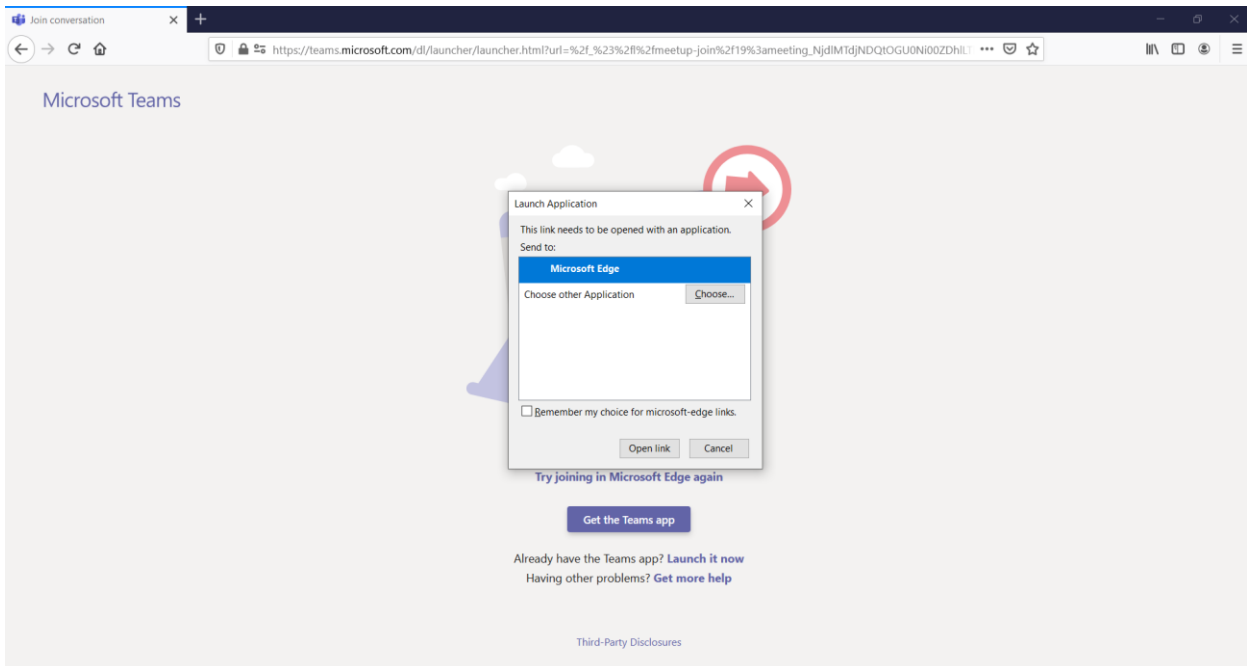 Join conversation
https://teams.microsoft.com/dl/launcher/launcher.html?url=%2f_%23%2fl%2fmeetup-join%2f19%3ameeting_NjdlMTdjNDQtOGU0Ni00ZDhlLT
Microsoft Teams
Launch Application
This link needs to be opened with an application.
Send to:
Microsoft Edge
Choose other Application
Choose...
Remember my choice for microsoft-edge links.
Open link
Cancel
Try joining in Microsoft Edge again
Get the Teams app
Already have the Teams app? Launch it now
Having other problems? Get more help
Third-Party Disclosures